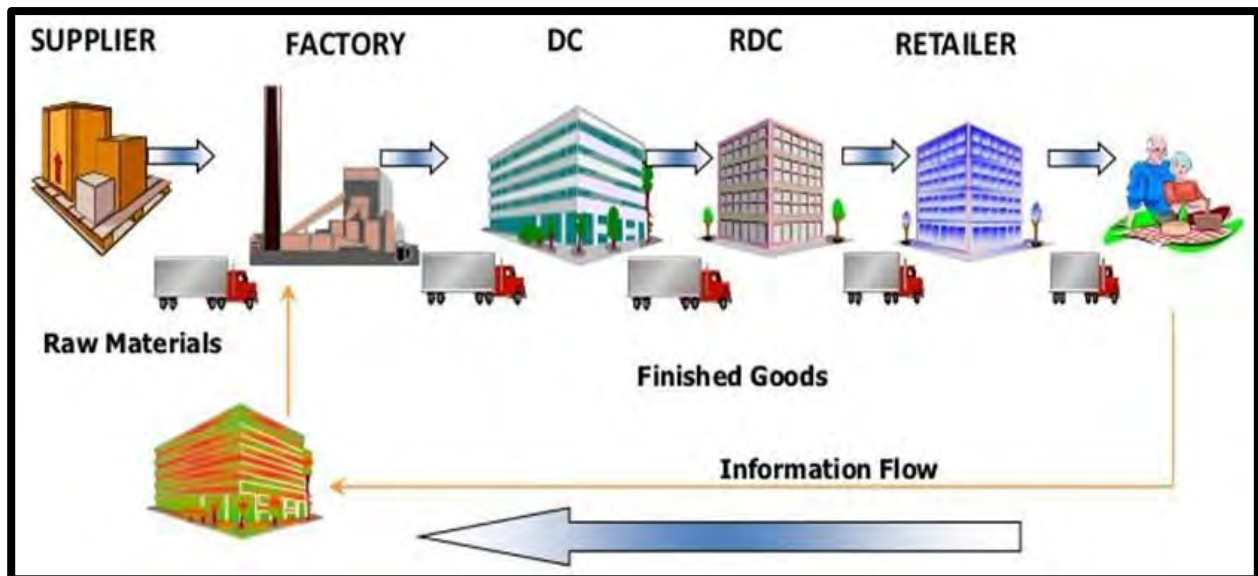 SUPPLIER
FACTORY
DC
RDC
RETAILER
Raw Materials
Finished Goods
Information Flow